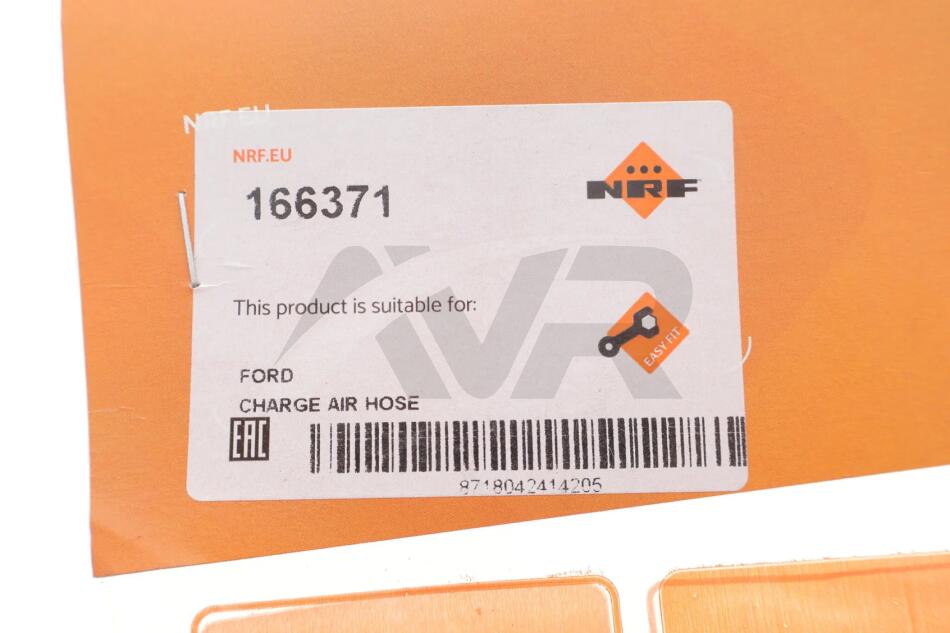 NRF.EU
NRF.EU
166371
NRF
AVR
This product is suitable for:
EASY FIT
FORD
CHARGE AIR HOSE
EAC
8718042414205